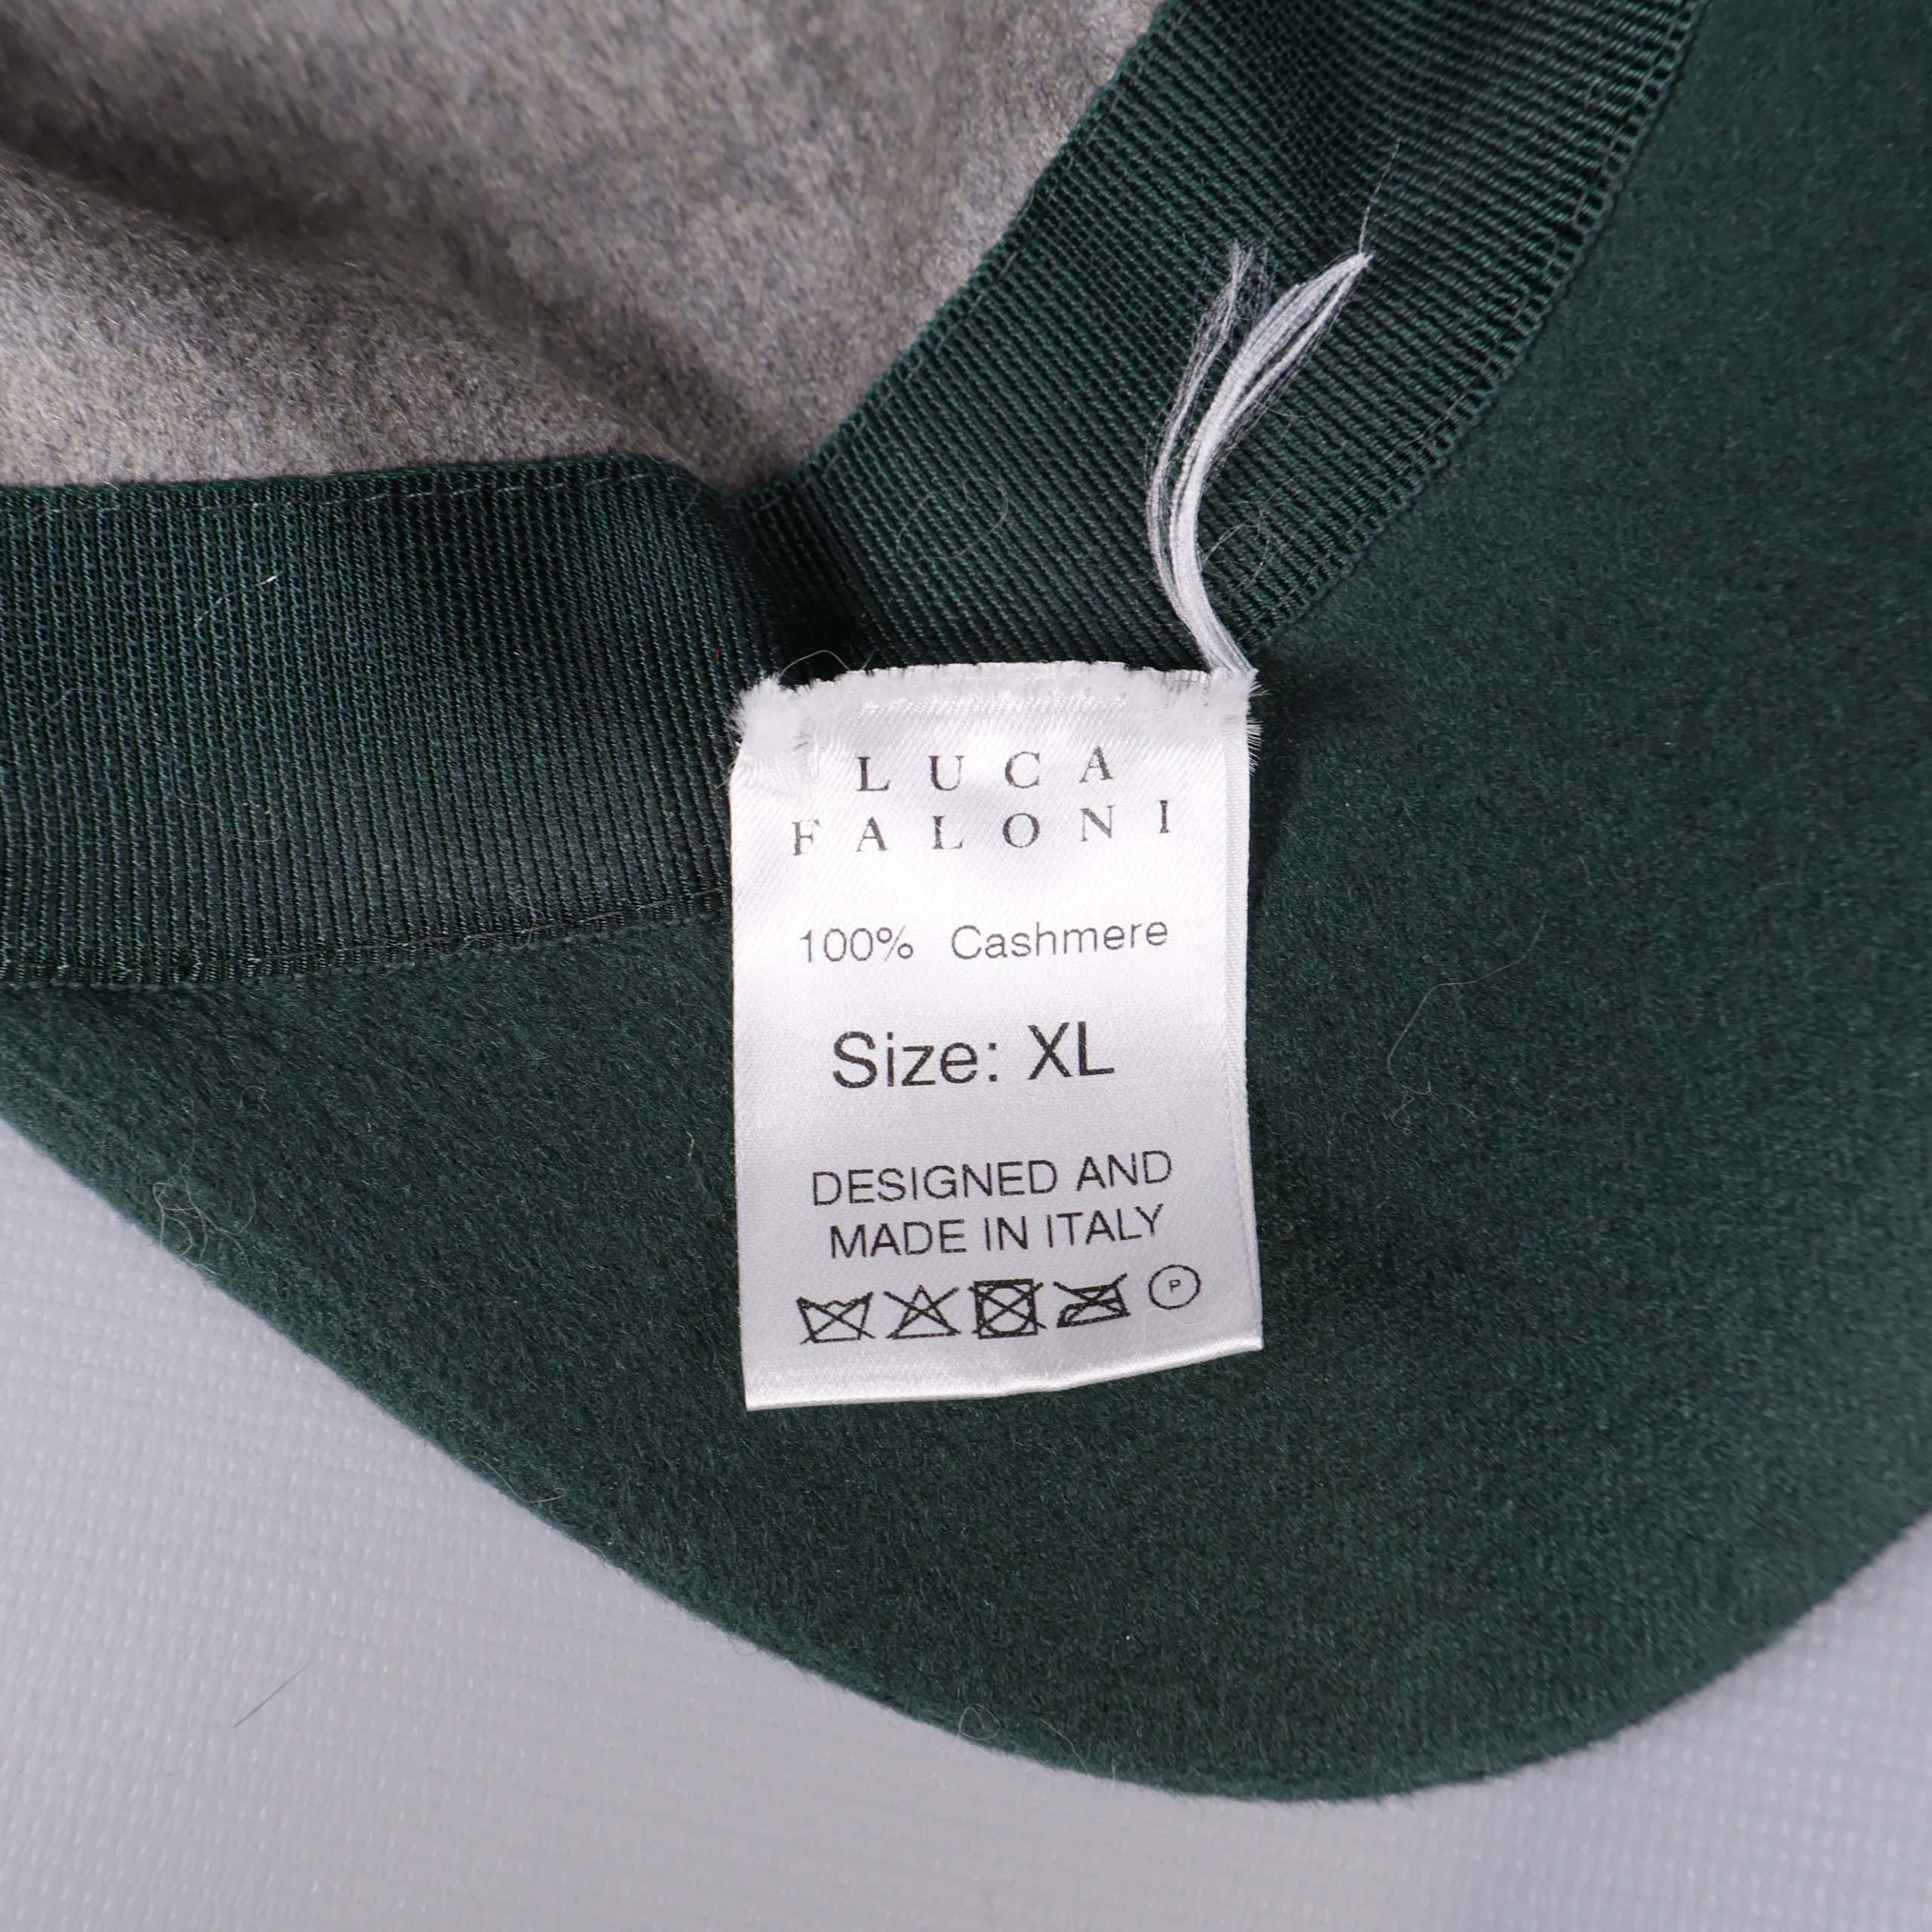 LUCA
FALONI
100% Cashmere
Size: XL
DESIGNED AND
MADE IN ITALY
P